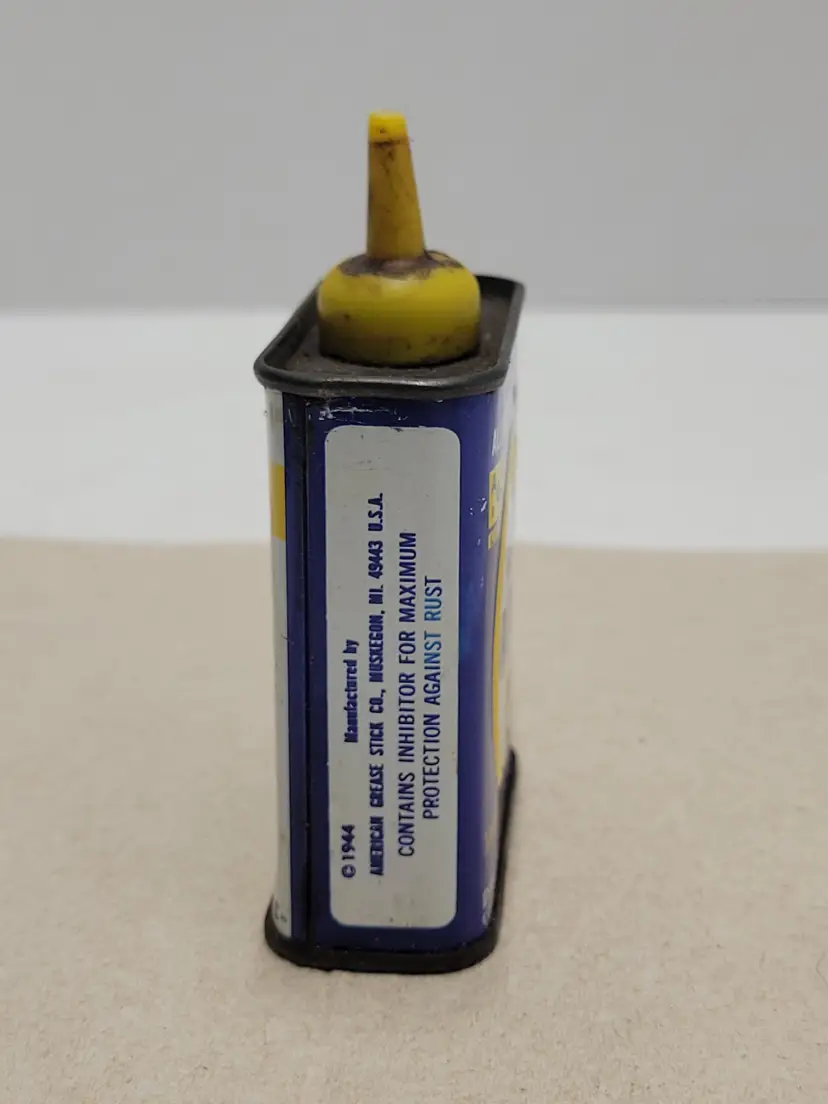 ©1944 Manufactured by
AMERICAN GREASE STICK CO., MUSKEGON, MI. 49443 U.S.A.
CONTAINS INHIBITOR FOR MAXIMUM
PROTECTION AGAINST RUST